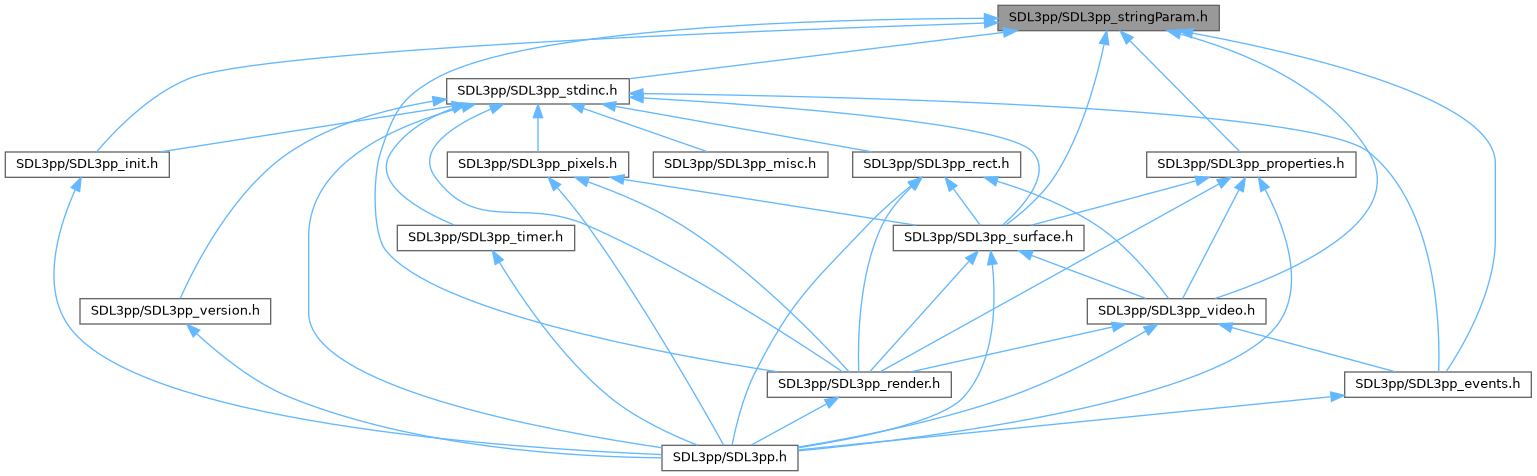 SDL3pp/SDL3pp_stringParam.h
SDL3pp/SDL3pp_stdinc.h
SDL3pp/SDL3pp_init.h
SDL3pp/SDL3pp_pixels.h
SDL3pp/SDL3pp_misc.h
SDL3pp/SDL3pp_rect.h
SDL3pp/SDL3pp_properties.h
SDL3pp/SDL3pp_timer.h
SDL3pp/SDL3pp_surface.h
SDL3pp/SDL3pp_version.h
SDL3pp/SDL3pp_video.h
SDL3pp/SDL3pp_render.h
SDL3pp/SDL3pp_events.h
SDL3pp/SDL3pp.h